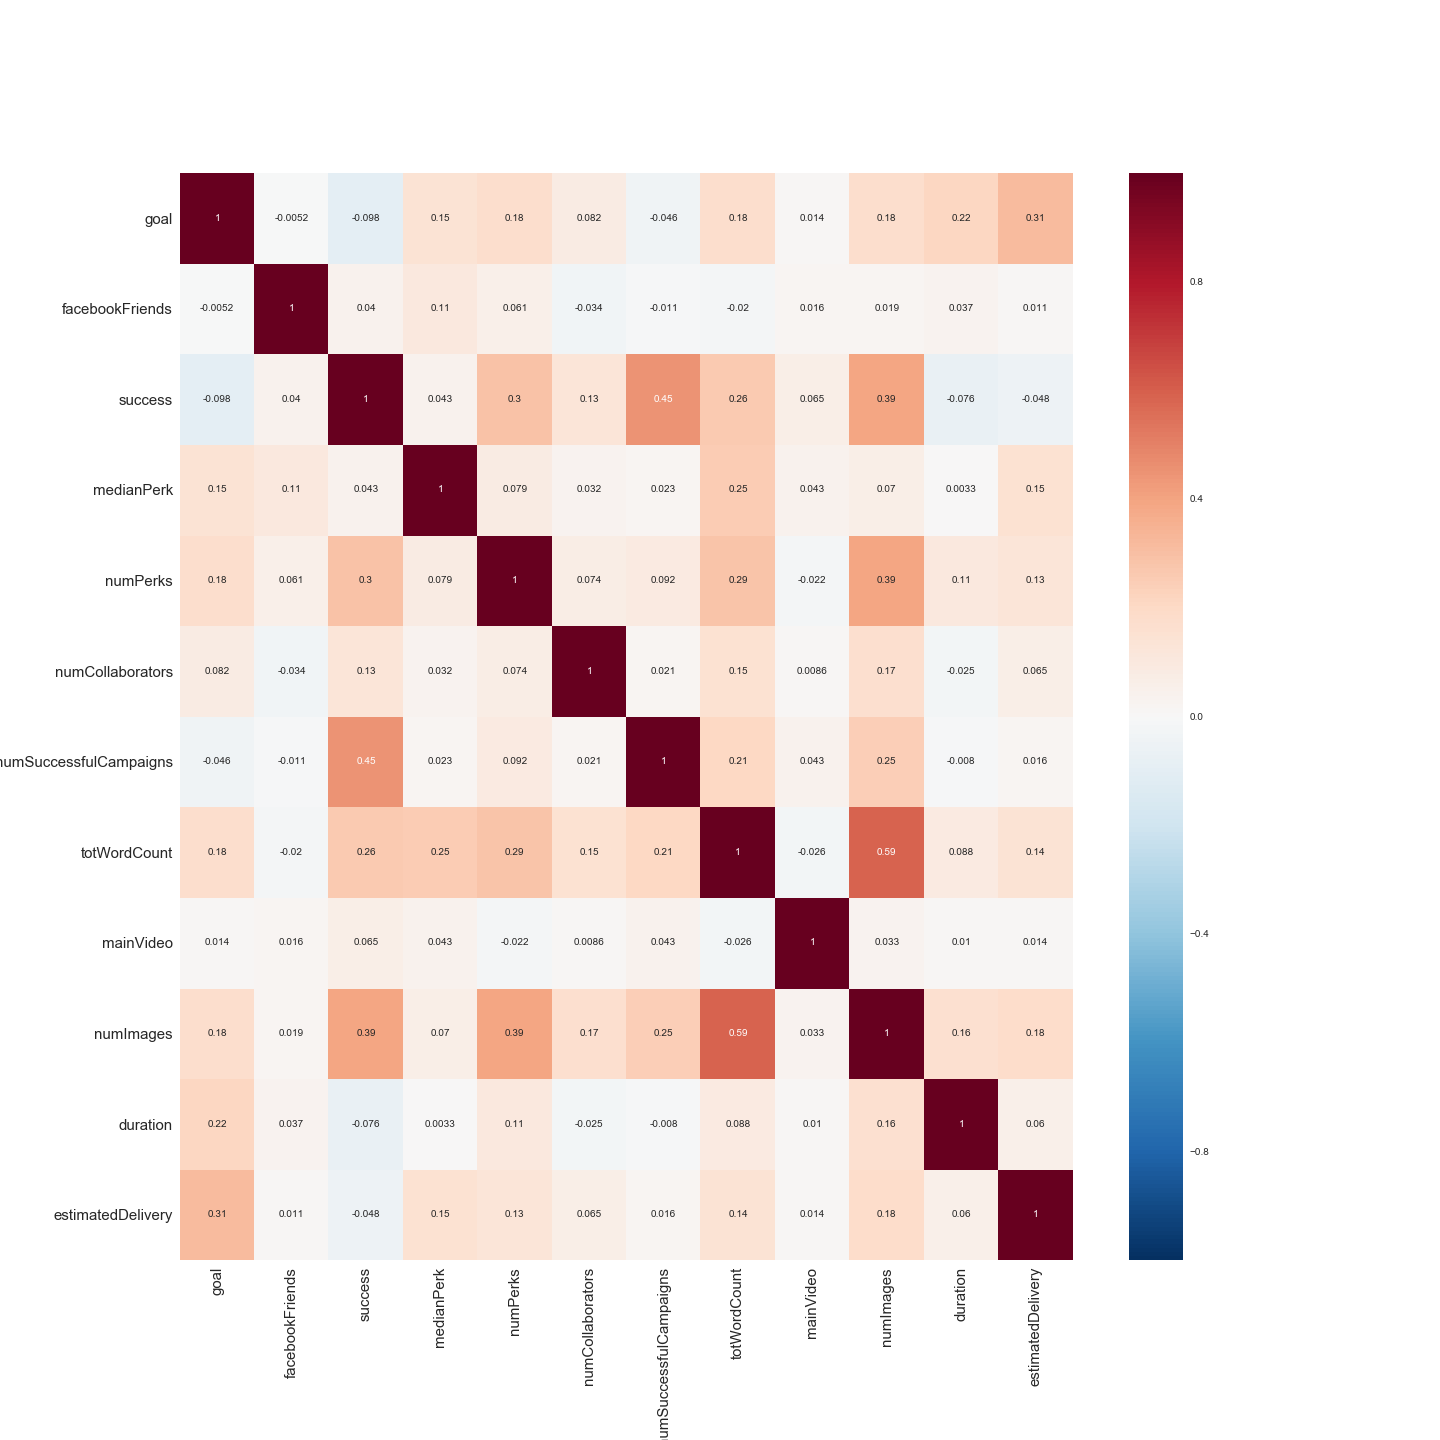 goal 1 -0.0052 -0.098 0.15 0.18 0.082 -0.046 0.18 0.014 0.18 0.22 0.31
0.8
facebookFriends -0.0052 1 0.04 0.11 0.061 -0.034 -0.011 -0.02 0.016 0.019 0.037 0.011
success -0.098 0.04 1 0.043 0.3 0.13 0.45 0.26 0.065 0.39 -0.076 -0.048
medianPerk 0.15 0.11 0.043 1 0.079 0.032 0.023 0.25 0.043 0.07 0.0033 0.15
0.4
numPerks 0.18 0.061 0.3 0.079 1 0.074 0.092 0.29 -0.022 0.39 0.11 0.13
numCollaborators 0.082 -0.034 0.13 0.032 0.074 1 0.021 0.15 0.0086 0.17 -0.025 0.065
0.0
numSuccessfulCampaigns -0.046 -0.011 0.45 0.023 0.092 0.021 1 0.21 0.043 0.25 -0.008 0.016
totWordCount 0.18 -0.02 0.26 0.25 0.29 0.15 0.21 1 -0.026 0.59 0.088 0.14
−0.4
mainVideo 0.014 0.016 0.065 0.043 -0.022 0.0086 0.043 -0.026 1 0.033 0.01 0.014
numImages 0.18 0.019 0.39 0.07 0.39 0.17 0.25 0.59 0.033 1 0.16 0.18
duration 0.22 0.037 -0.076 0.0033 0.11 -0.025 -0.008 0.088 0.01 0.16 1 0.06
−0.8
estimatedDelivery 0.31 0.011 -0.048 0.15 0.13 0.065 0.016 0.14 0.014 0.18 0.06 1
goal
facebookFriends
success
medianPerk
numPerks
numCollaborators
numSuccessfulCampaigns
totWordCount
mainVideo
numImages
duration
estimatedDelivery